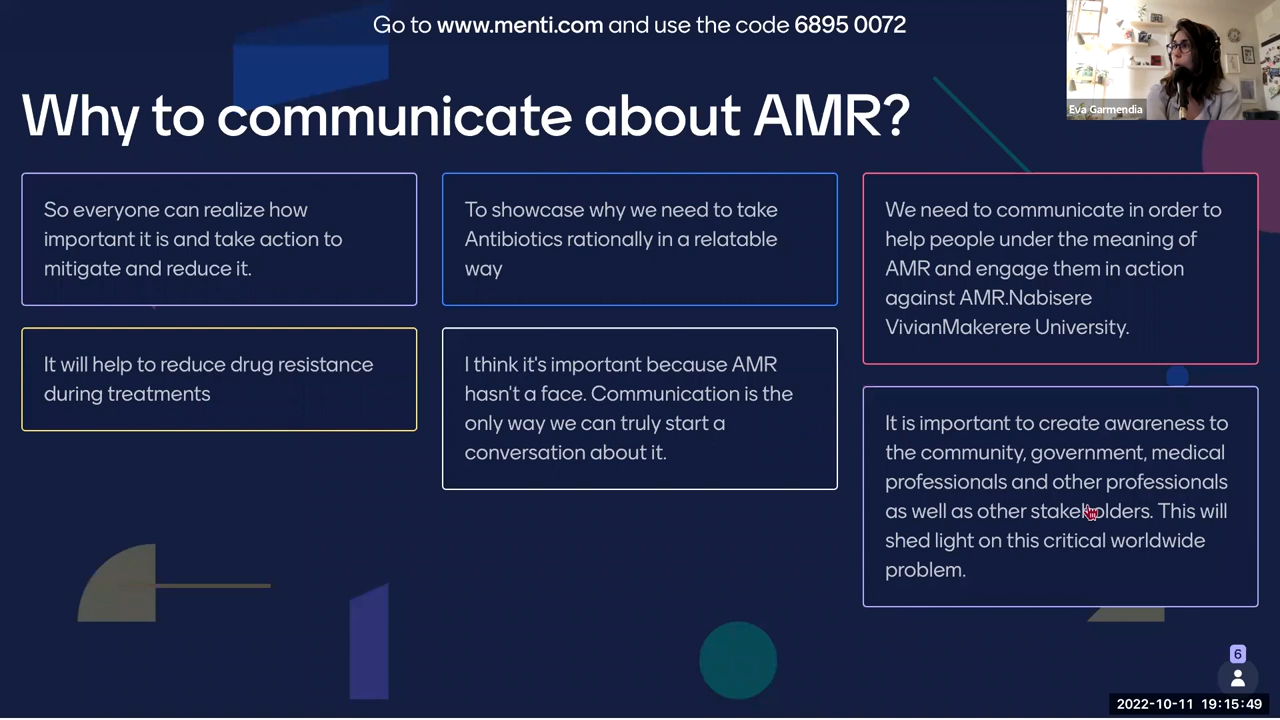 Go to www.menti.com and use the code 6895 0072
Eva Garmendia
Why to communicate about AMR?
So everyone can realize how
important it is and take action to
mitigate and reduce it.
It will help to reduce drug resistance
during treatments
To showcase why we need to take
Antibiotics rationally in a relatable
way
I think it's important because AMR
hasn't a face. Communication is the
only way we can truly start a
conversation about it.
We need to communicate in order to
help people under the meaning of
AMR and engage them in action
against AMR.Nabisere
VivianMakerere University.
It is important to create awareness to
the community, government, medical
professionals and other professionals
as well as other stakeholders. This will
shed light on this critical worldwide
problem.
6
2022-10-11 19:15:49